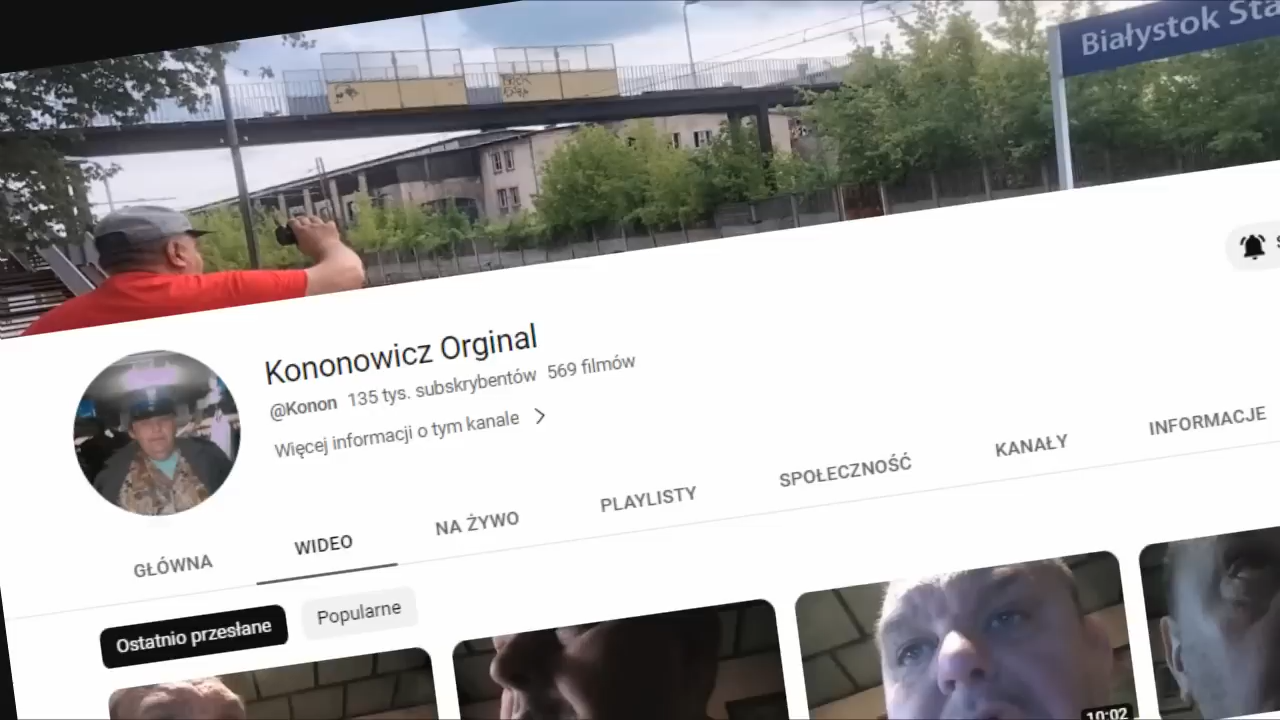 Białystok Sta
Kononowicz Orginal
@Konon 135 tys. subskrybentów 569 filmów
Więcej informacji o tym kanale
GŁÓWNA WIDEO NA ŻYWO PLAYLISTY SPOŁECZNOŚĆ KANAŁY INFORMACJE
Ostatnio przesłane Popularne
10:02